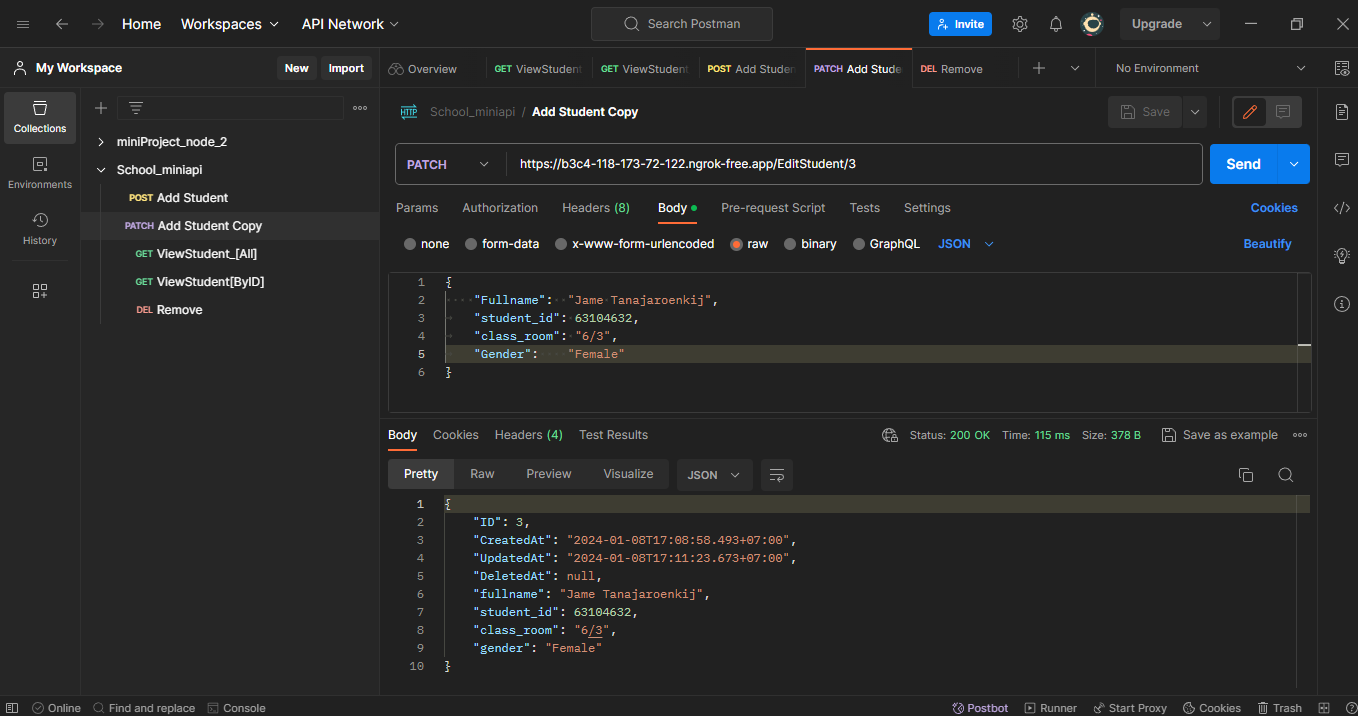 Home Workspaces API Network Search Postman Invite Upgrade
My Workspace New Import Overview GET ViewStudent GET ViewStudent POST Add Studen PATCH Add Stude DEL Remove No Environment
Collections
Environments
History
miniProject_node_2
School_miniapi
POST Add Student
PATCH Add Student Copy
GET ViewStudent_[All]
GET ViewStudent[ByID]
DEL Remove
HTTP School_miniapi / Add Student Copy Save
PATCH https://b3c4-118-173-72-122.ngrok-free.app/EditStudent/3 Send
Params Authorization Headers (8) Body Pre-request Script Tests Settings Cookies
none form-data x-www-form-urlencoded raw binary GraphQL JSON Beautify
1 {
2 "Fullname": "Jame Tanajaroenkij",
3 "student_id": 63104632,
4 "class_room": "6/3",
5 "Gender": "Female"
6 }
Body Cookies Headers (4) Test Results Status: 200 OK Time: 115 ms Size: 378 B Save as example
Pretty Raw Preview Visualize JSON
1 {
2 "ID": 3,
3 "CreatedAt": "2024-01-08T17:08:58.493+07:00",
4 "UpdatedAt": "2024-01-08T17:11:23.673+07:00",
5 "DeletedAt": null,
6 "fullname": "Jame Tanajaroenkij",
7 "student_id": 63104632,
8 "class_room": "6/3",
9 "gender": "Female"
10 }
Online Find and replace Console Postbot Runner Start Proxy Cookies Trash